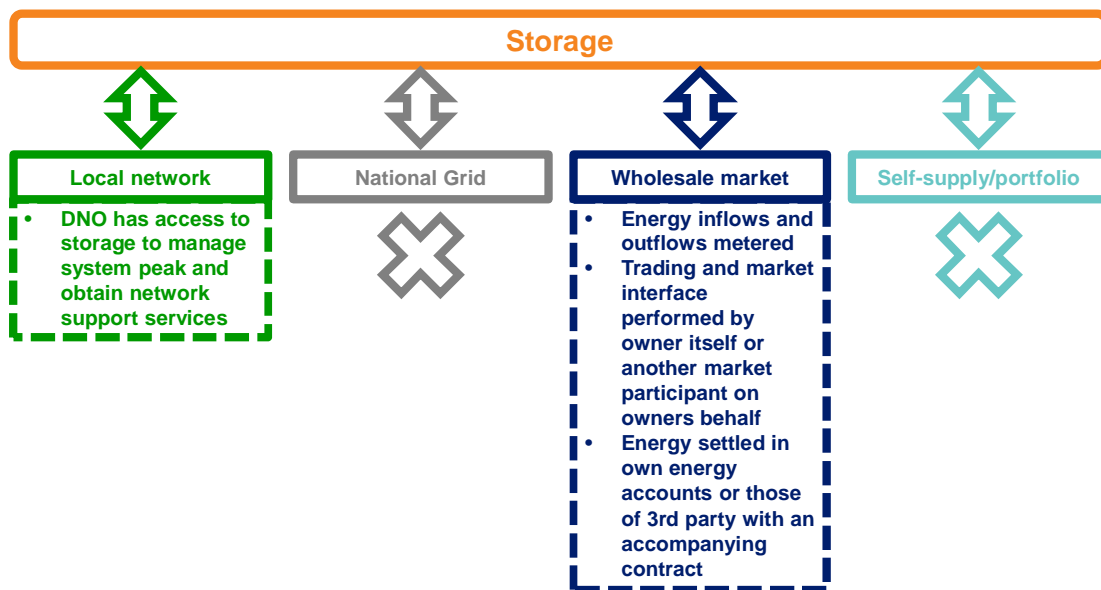 Storage
Local network
• DNO has access to
storage to manage
system peak and
obtain network
support services
National Grid
Wholesale market
• Energy inflows and
outflows metered
• Trading and market
interface
performed by
owner itself or
another market
participant on
owners behalf
• Energy settled in
own energy
accounts or those
of 3rd party with an
accompanying
contract
Self-supply/portfolio